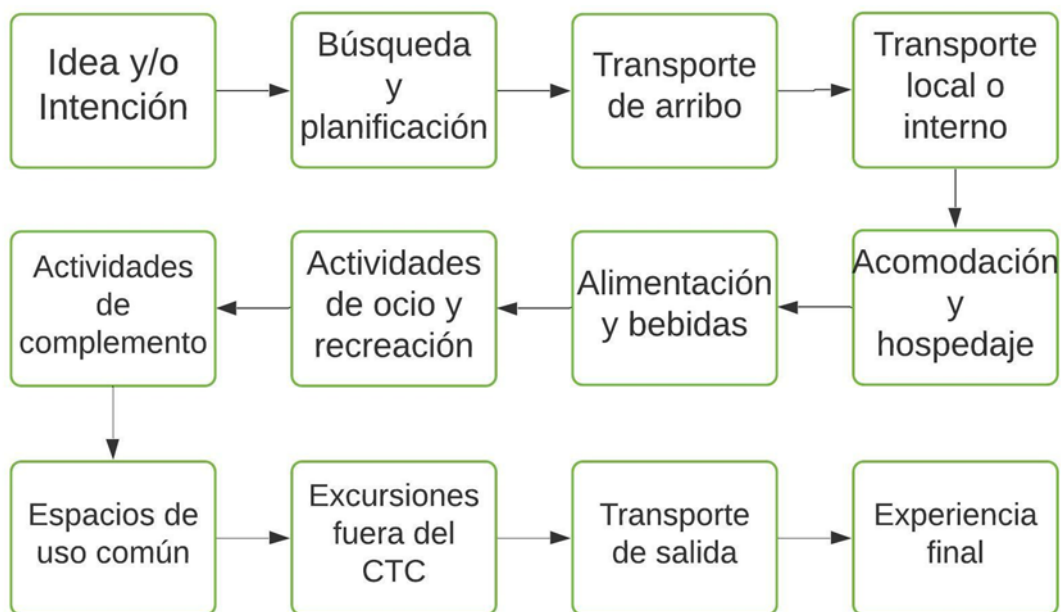 Idea y/o
Intención
Búsqueda
y
planificación
Transporte
de arribo
Transporte
local o
interno
Acomodación
y
hospedaje
Alimentación
y bebidas
Actividades
de ocio y
recreación
Actividades
de
complemento
Espacios de
uso común
Excursiones
fuera del
CTC
Transporte
de salida
Experiencia
final